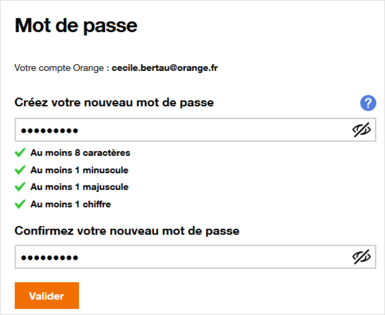 Mot de passe
Votre compte Orange : cecile.bertau@orange.fr
Créez votre nouveau mot de passe
?
•••••••••
Au moins 8 caractères
Au moins 1 minuscule
Au moins 1 majuscule
Au moins 1 chiffre
Confirmez votre nouveau mot de passe
•••••••••
Valider